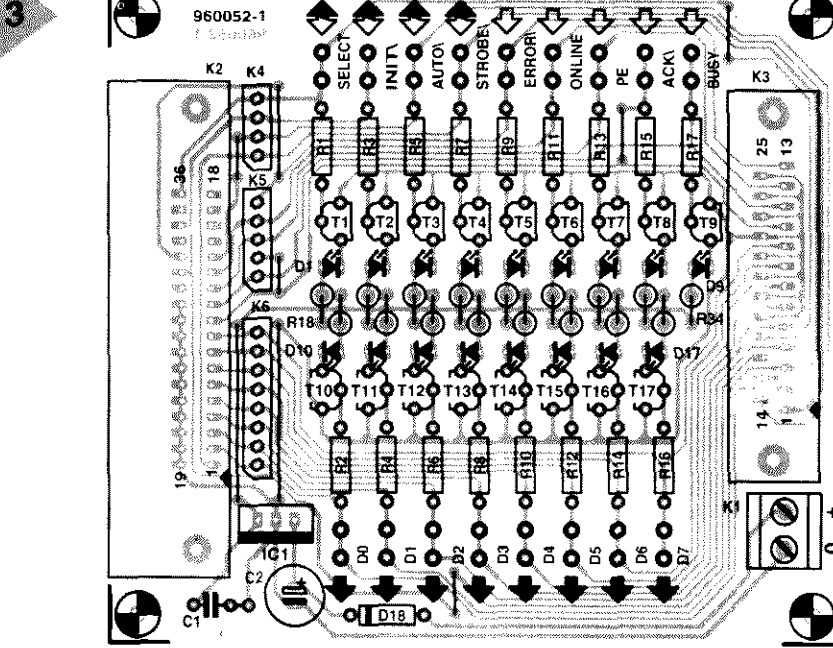 3
960052-1
K2 K4 K3
SELECT INIT\ AUTO\ STROBE\ ERROR\ ONLINE PE ACK\ BUSY
R1 R3 R5 R7 R9 R11 R13 R15 R17
36 18 25 13
K5
T1 T2 T3 T4 T5 T6 T7 T8 T9
D1 D9
K6
R18 R34
D10 D17
T10 T11 T12 T13 T14 T15 T16 T17
14 1
R2 R4 R6 R8 R10 R12 R14 R16
19 1
K1
+
IC1
0
D0 D1 D2 D3 D4 D5 D6 D7
C2
+
C1
D18